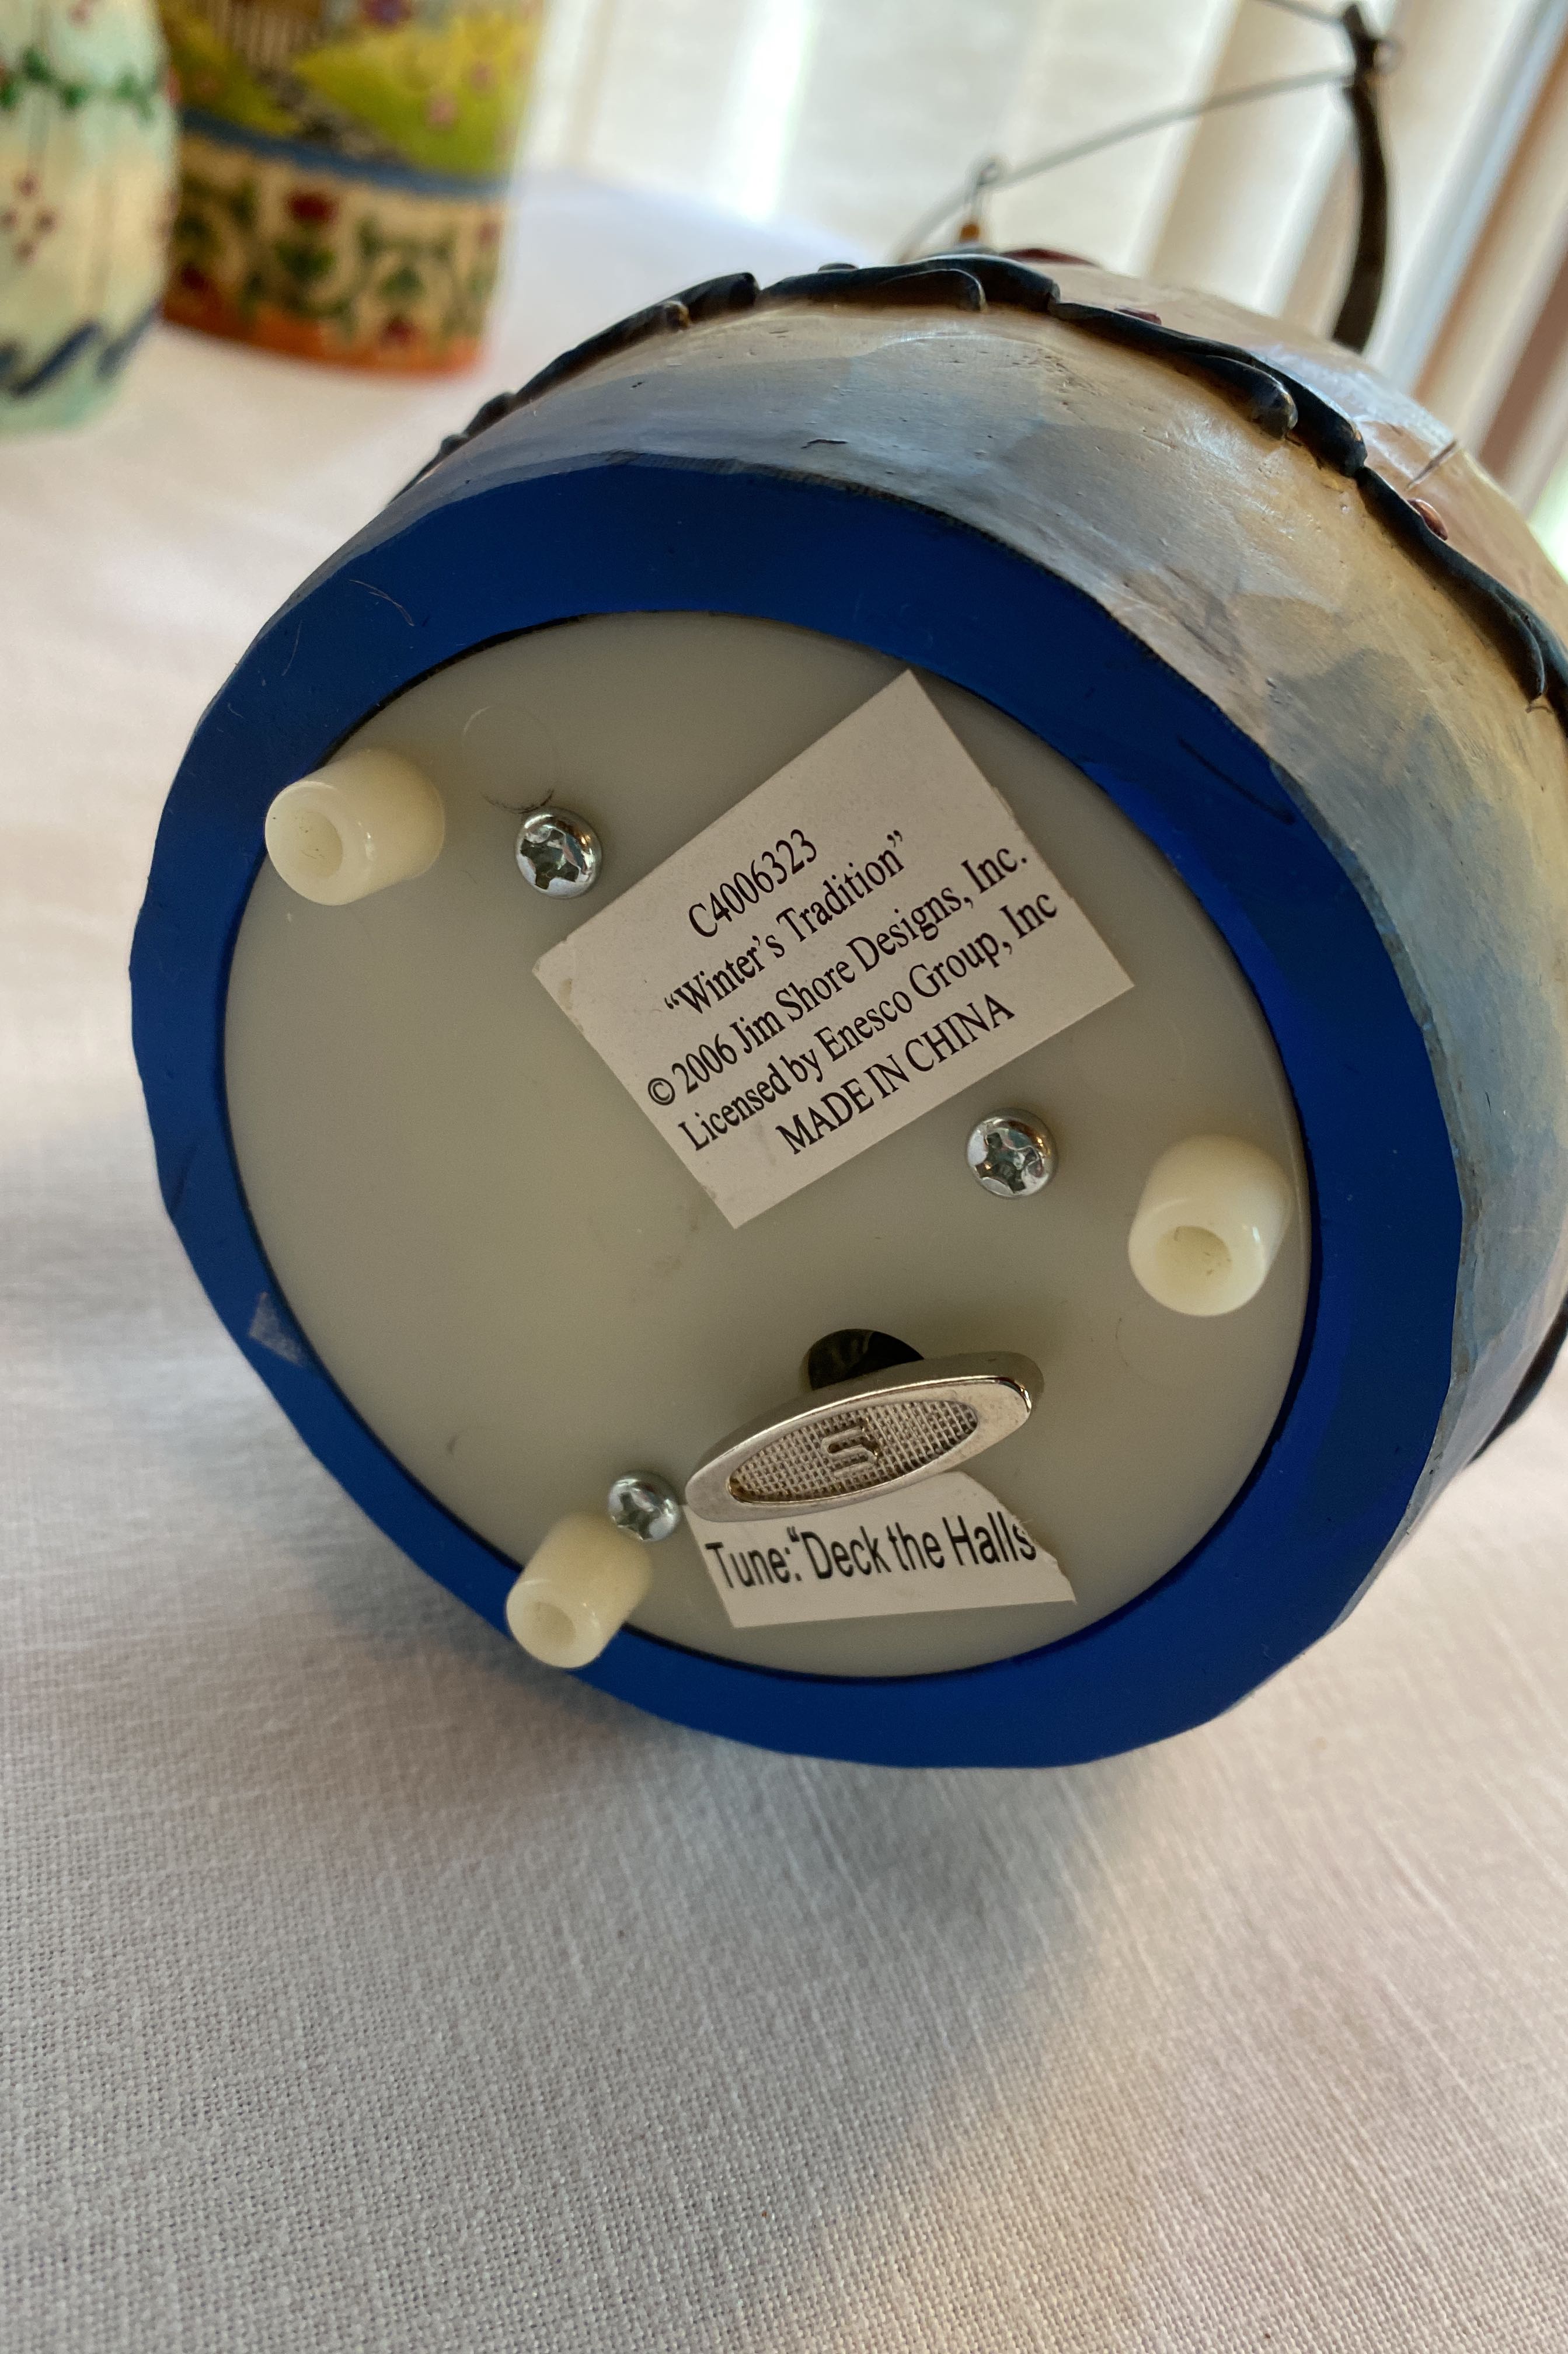 C4006323
“Winter's Tradition”
© 2006 Jim Shore Designs, Inc.
Licensed by Enesco Group, Inc
MADE IN CHINA
Tune:“Deck the Halls